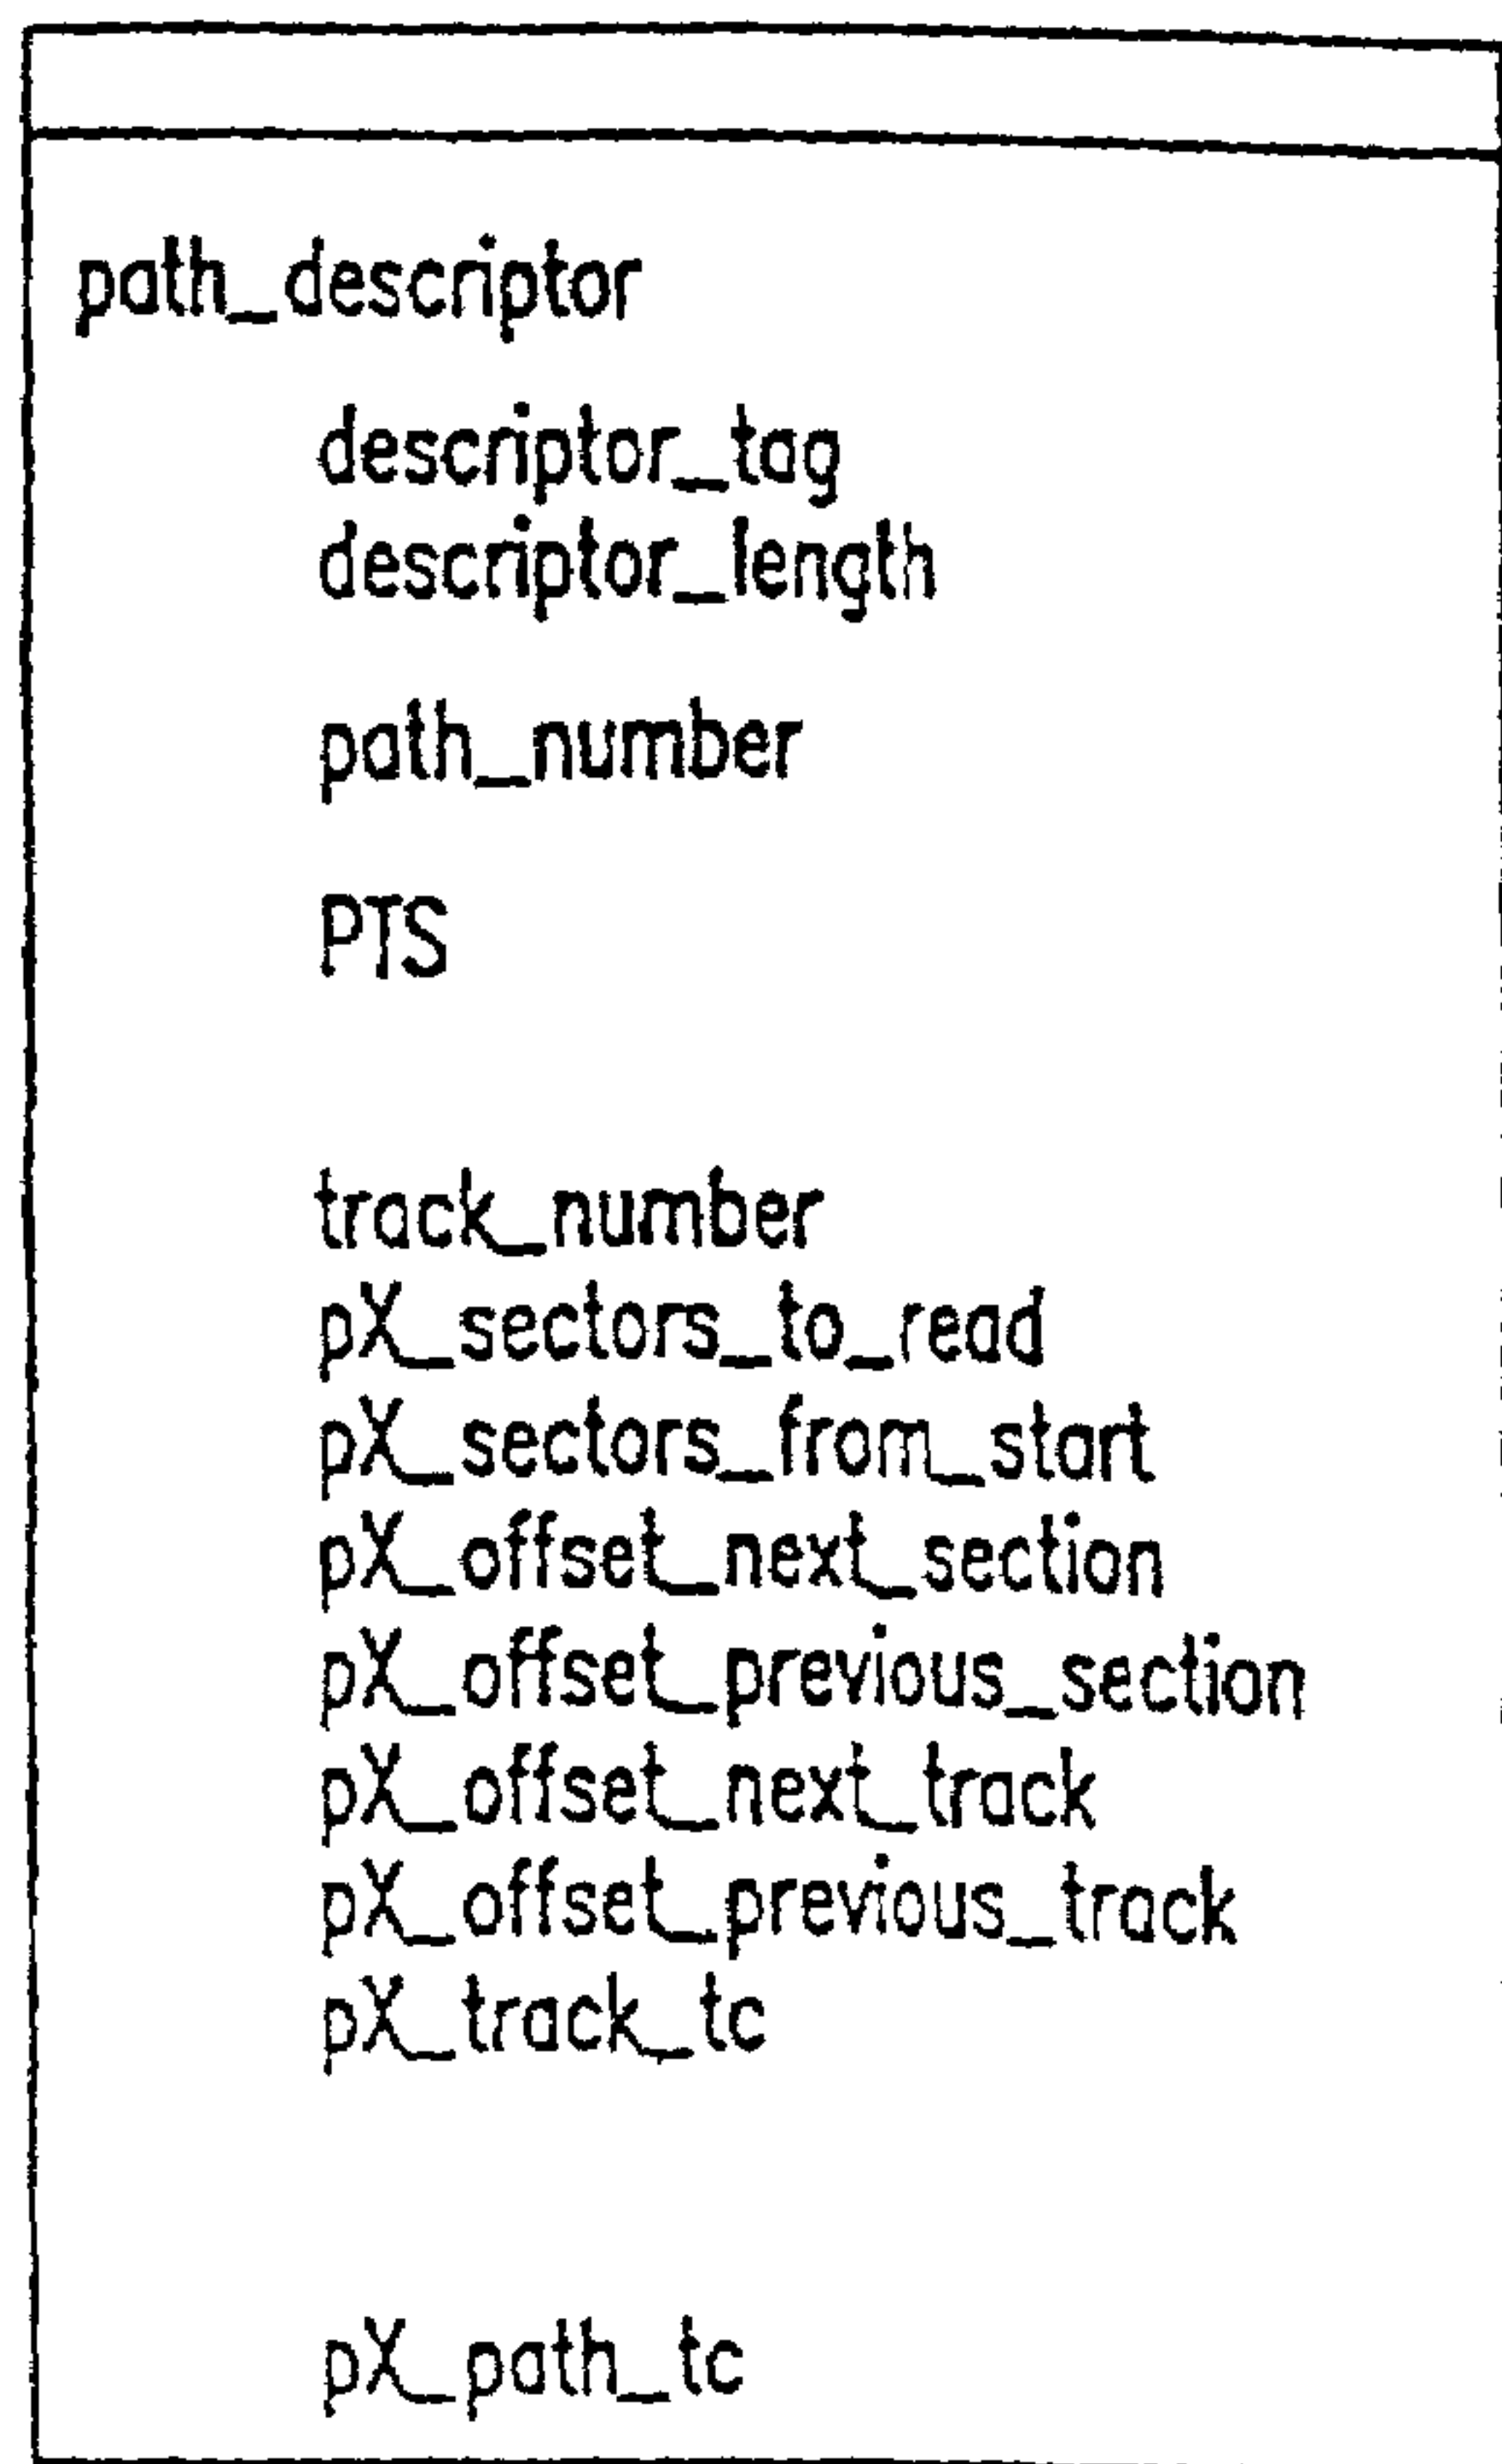 path_descriptor
descriptor_tag
descriptor_length
path_number
PTS
track_number
pX_sectors_to_read
pX_sectors_from_start
pX_offset_next_section
pX_offset_previous_section
pX_offset_next_track
pX_offset_previous_track
pX_track_tc
pX_path_tc